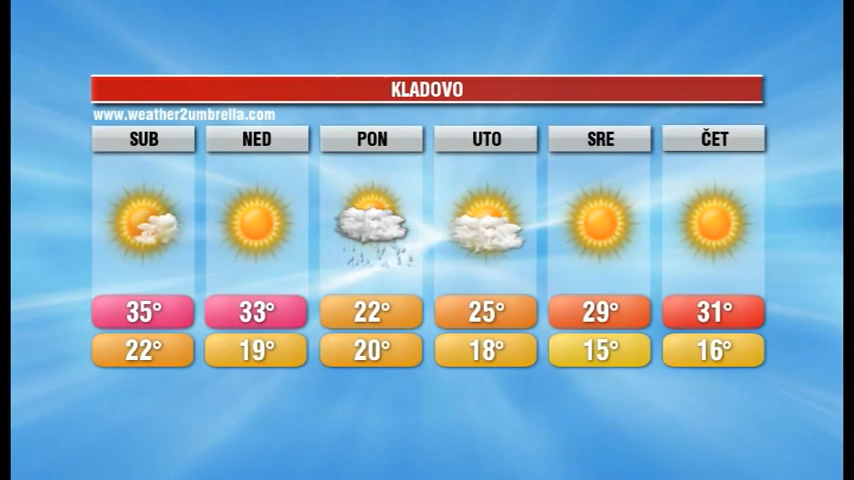 KLADOVO
www.weather2umbrella.com
SUB NED PON UTO SRE ČET
35° 33° 22° 25° 29° 31°
22° 19° 20° 18° 15° 16°